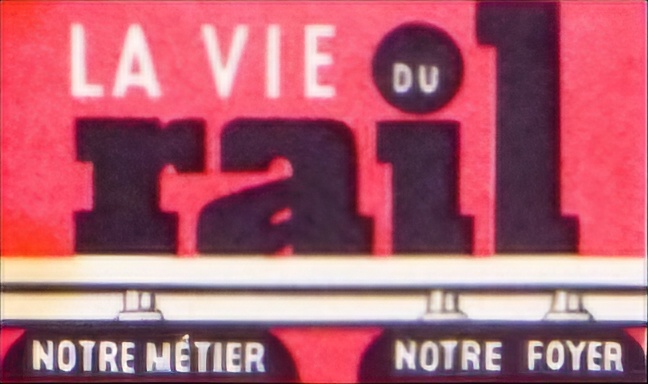 LA VIE DU
rail
NOTRE MÉTIER NOTRE FOYER